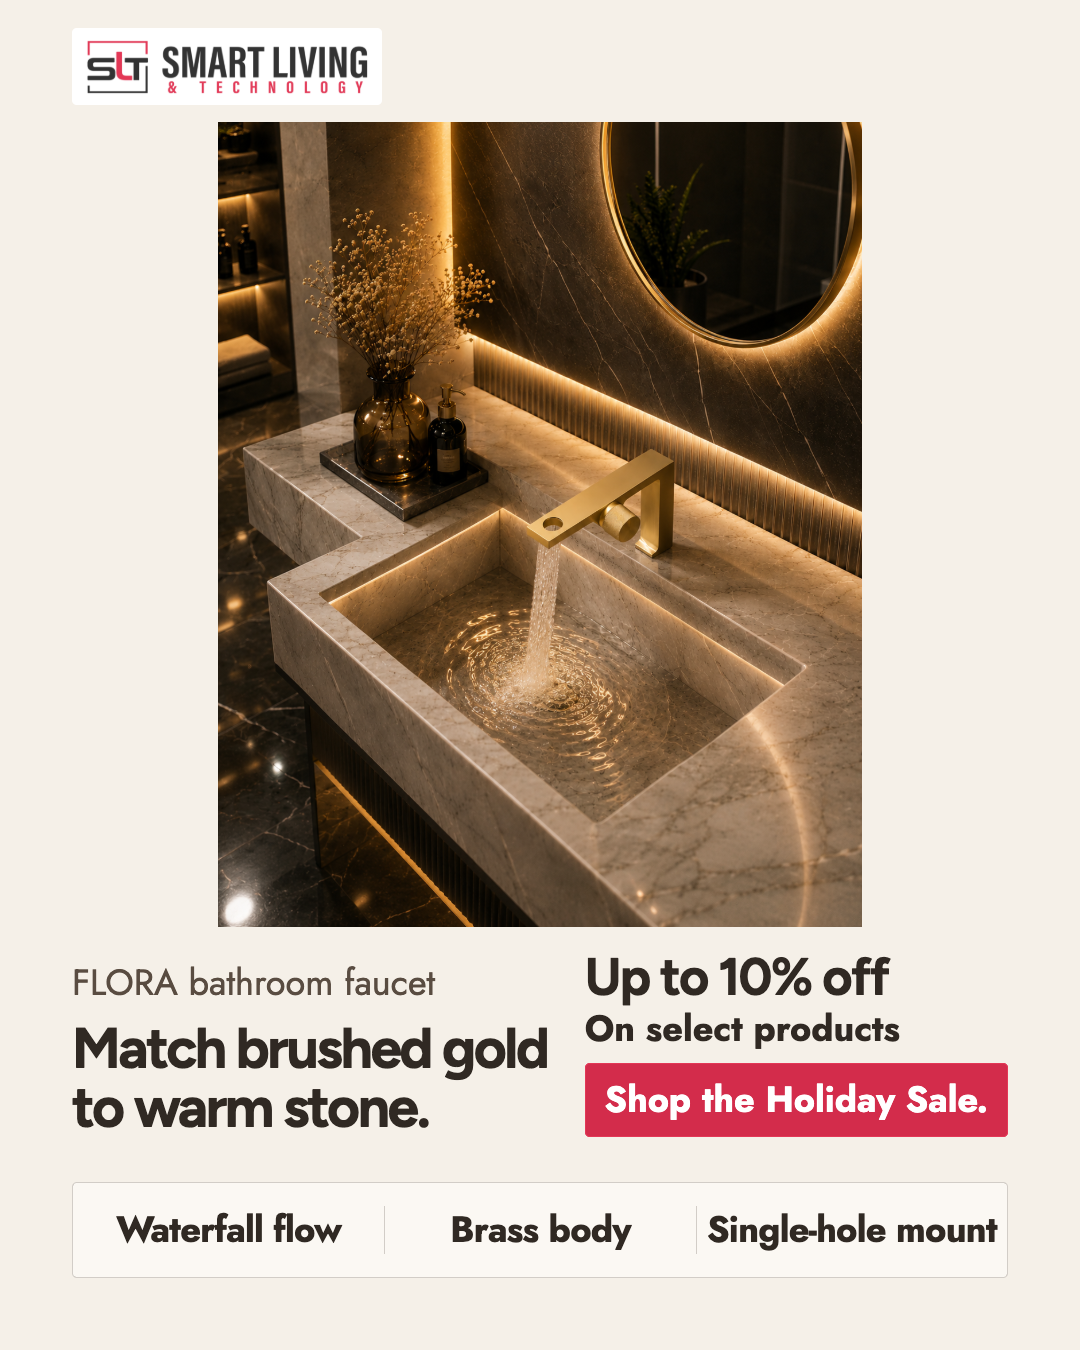 SLT SMART LIVING
& TECHNOLOGY
FLORA bathroom faucet
Match brushed gold
to warm stone.
Up to 10% off
On select products
Shop the Holiday Sale.
Waterfall flow
Brass body
Single-hole mount